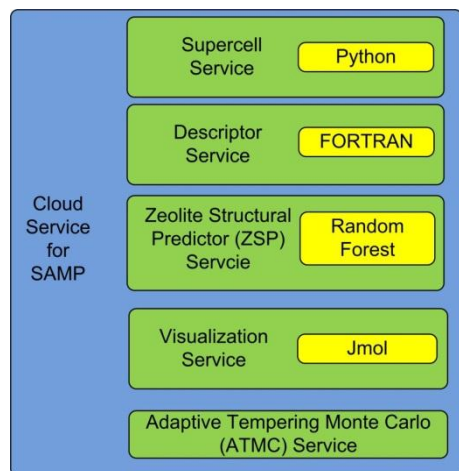 Supercell
Service
Python
Descriptor
Service
FORTRAN
Cloud
Service
for
SAMP
Zeolite Structural
Predictor (ZSP)
Servcie
Random
Forest
Visualization
Service
Jmol
Adaptive Tempering Monte Carlo
(ATMC) Service